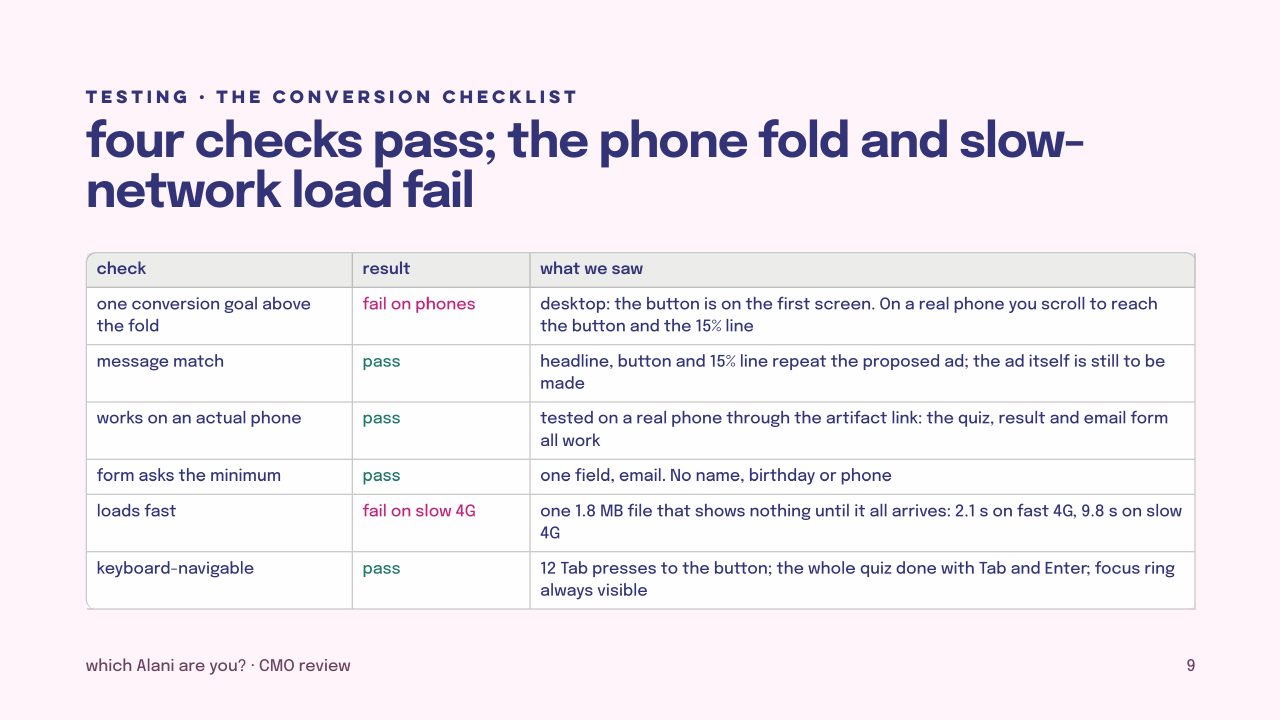 TESTING · THE CONVERSION CHECKLIST
four checks pass; the phone fold and slow-
network load fail
check
result
what we saw
one conversion goal above
the fold
fail on phones
desktop: the button is on the first screen. On a real phone you scroll to reach
the button and the 15% line
message match
pass
headline, button and 15% line repeat the proposed ad; the ad itself is still to be
made
works on an actual phone
pass
tested on a real phone through the artifact link: the quiz, result and email form
all work
form asks the minimum
pass
one field, email. No name, birthday or phone
loads fast
fail on slow 4G
one 1.8 MB file that shows nothing until it all arrives: 2.1 s on fast 4G, 9.8 s on slow
4G
keyboard-navigable
pass
12 Tab presses to the button; the whole quiz done with Tab and Enter; focus ring
always visible
which Alani are you? · CMO review
9